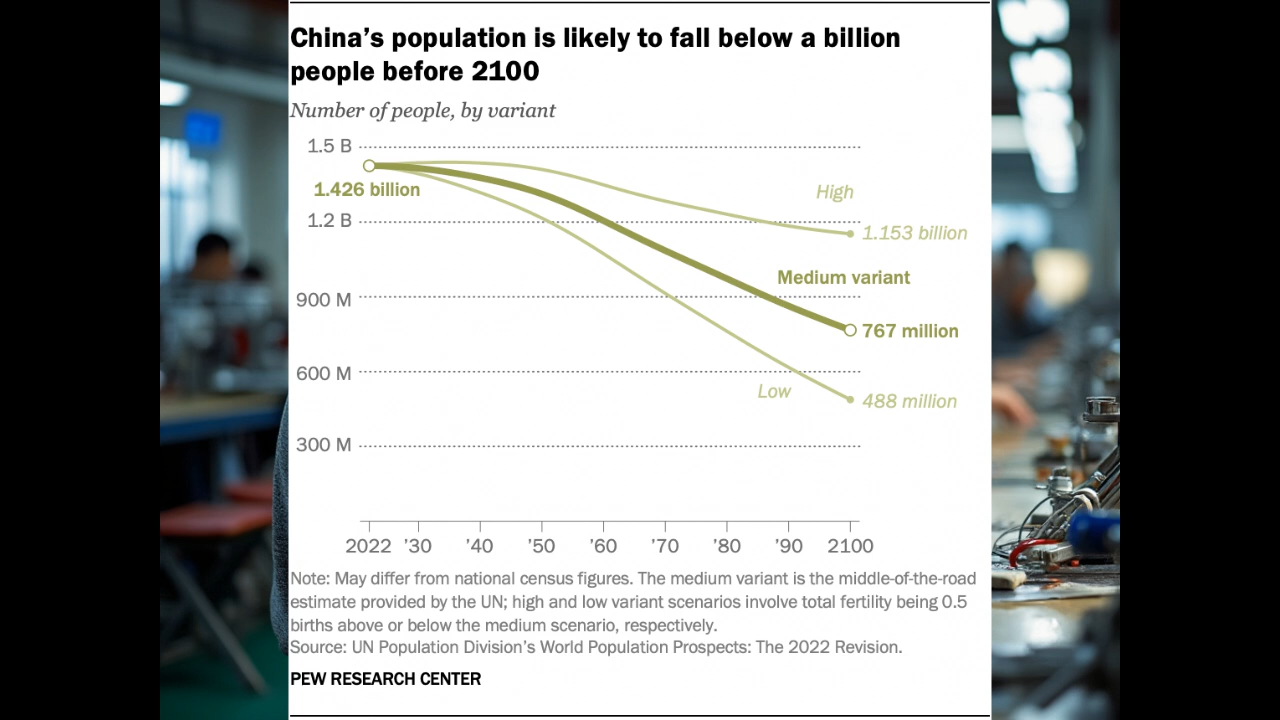 China’s population is likely to fall below a billion
people before 2100
Number of people, by variant
1.5 B
1.426 billion
1.2 B
High
1.153 billion
Medium variant
900 M
767 million
600 M
Low
488 million
300 M
2022 ’30 ’40 ’50 ’60 ’70 ’80 ’90 2100
Note: May differ from national census figures. The medium variant is the middle-of-the-road
estimate provided by the UN; high and low variant scenarios involve total fertility being 0.5
births above or below the medium scenario, respectively.
Source: UN Population Division’s World Population Prospects: The 2022 Revision.
PEW RESEARCH CENTER